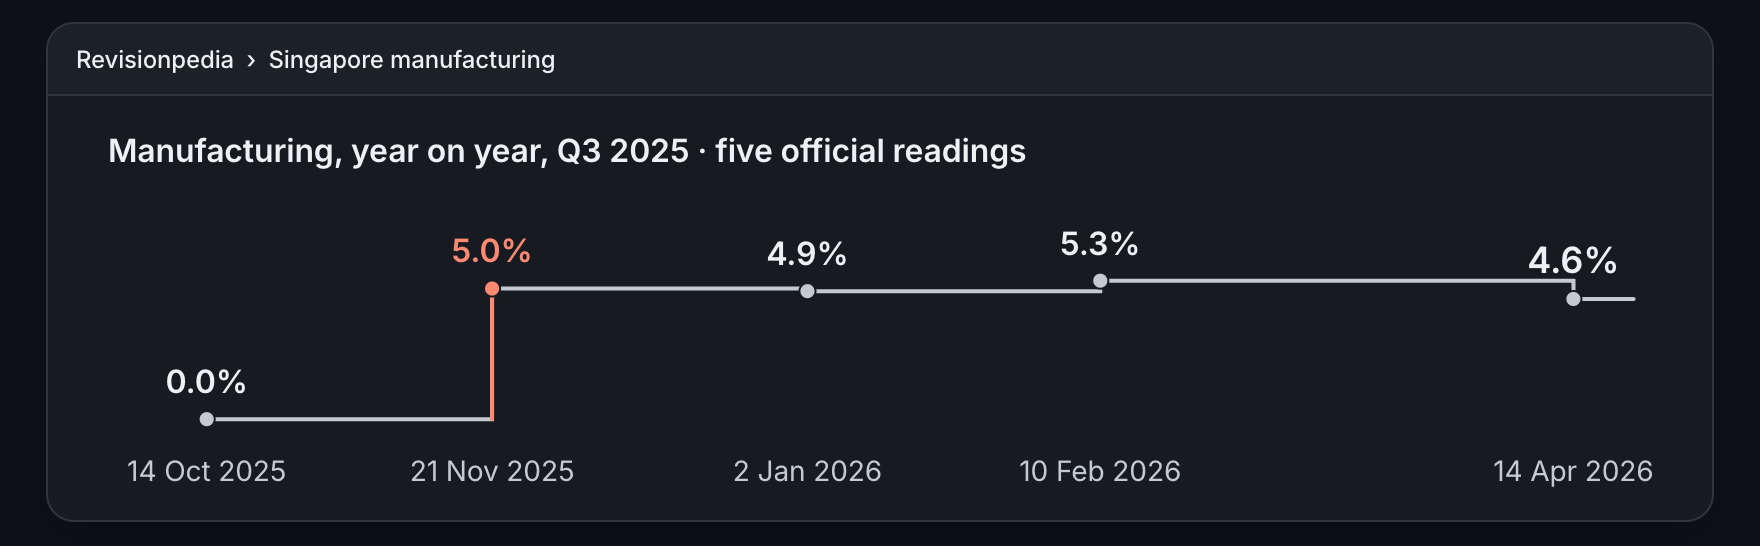 Revisionpedia › Singapore manufacturing
Manufacturing, year on year, Q3 2025 · five official readings
0.0%
5.0%
4.9%
5.3%
4.6%
14 Oct 2025
21 Nov 2025
2 Jan 2026
10 Feb 2026
14 Apr 2026